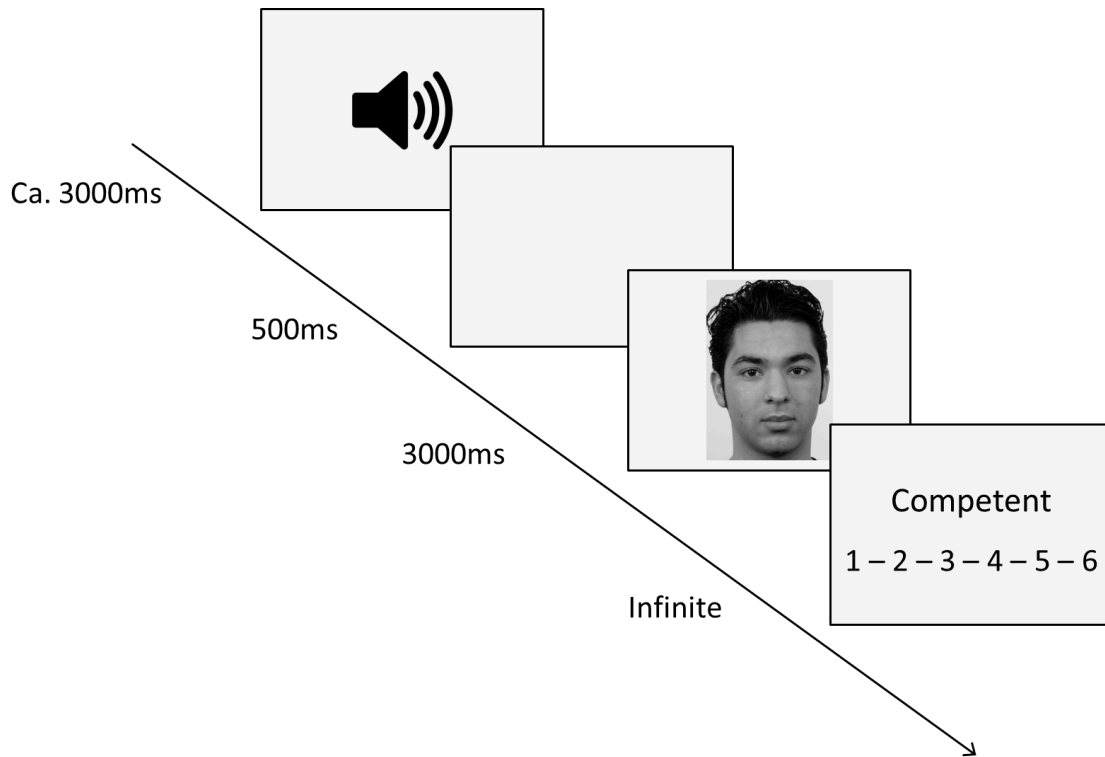 Ca. 3000ms
500ms
3000ms
Competent
1 – 2 – 3 – 4 – 5 – 6
Infinite